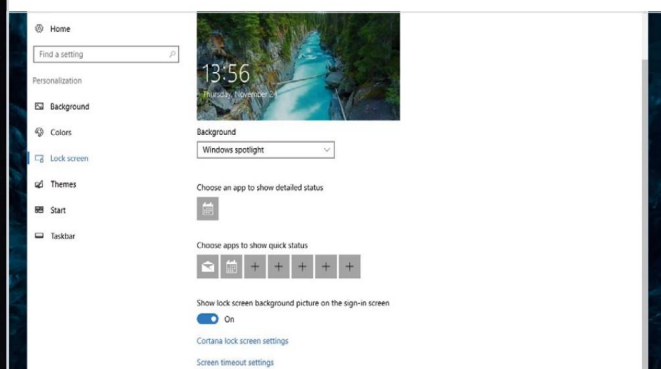 Home
Find a setting
Personalization
Background
Colors
Lock screen
Themes
Start
Taskbar
13:56
Thursday, November
Background
Windows spotlight
Choose an app to show detailed status
Choose apps to show quick status
Show lock screen background picture on the sign-in screen
On
Cortana lock screen settings
Screen timeout settings